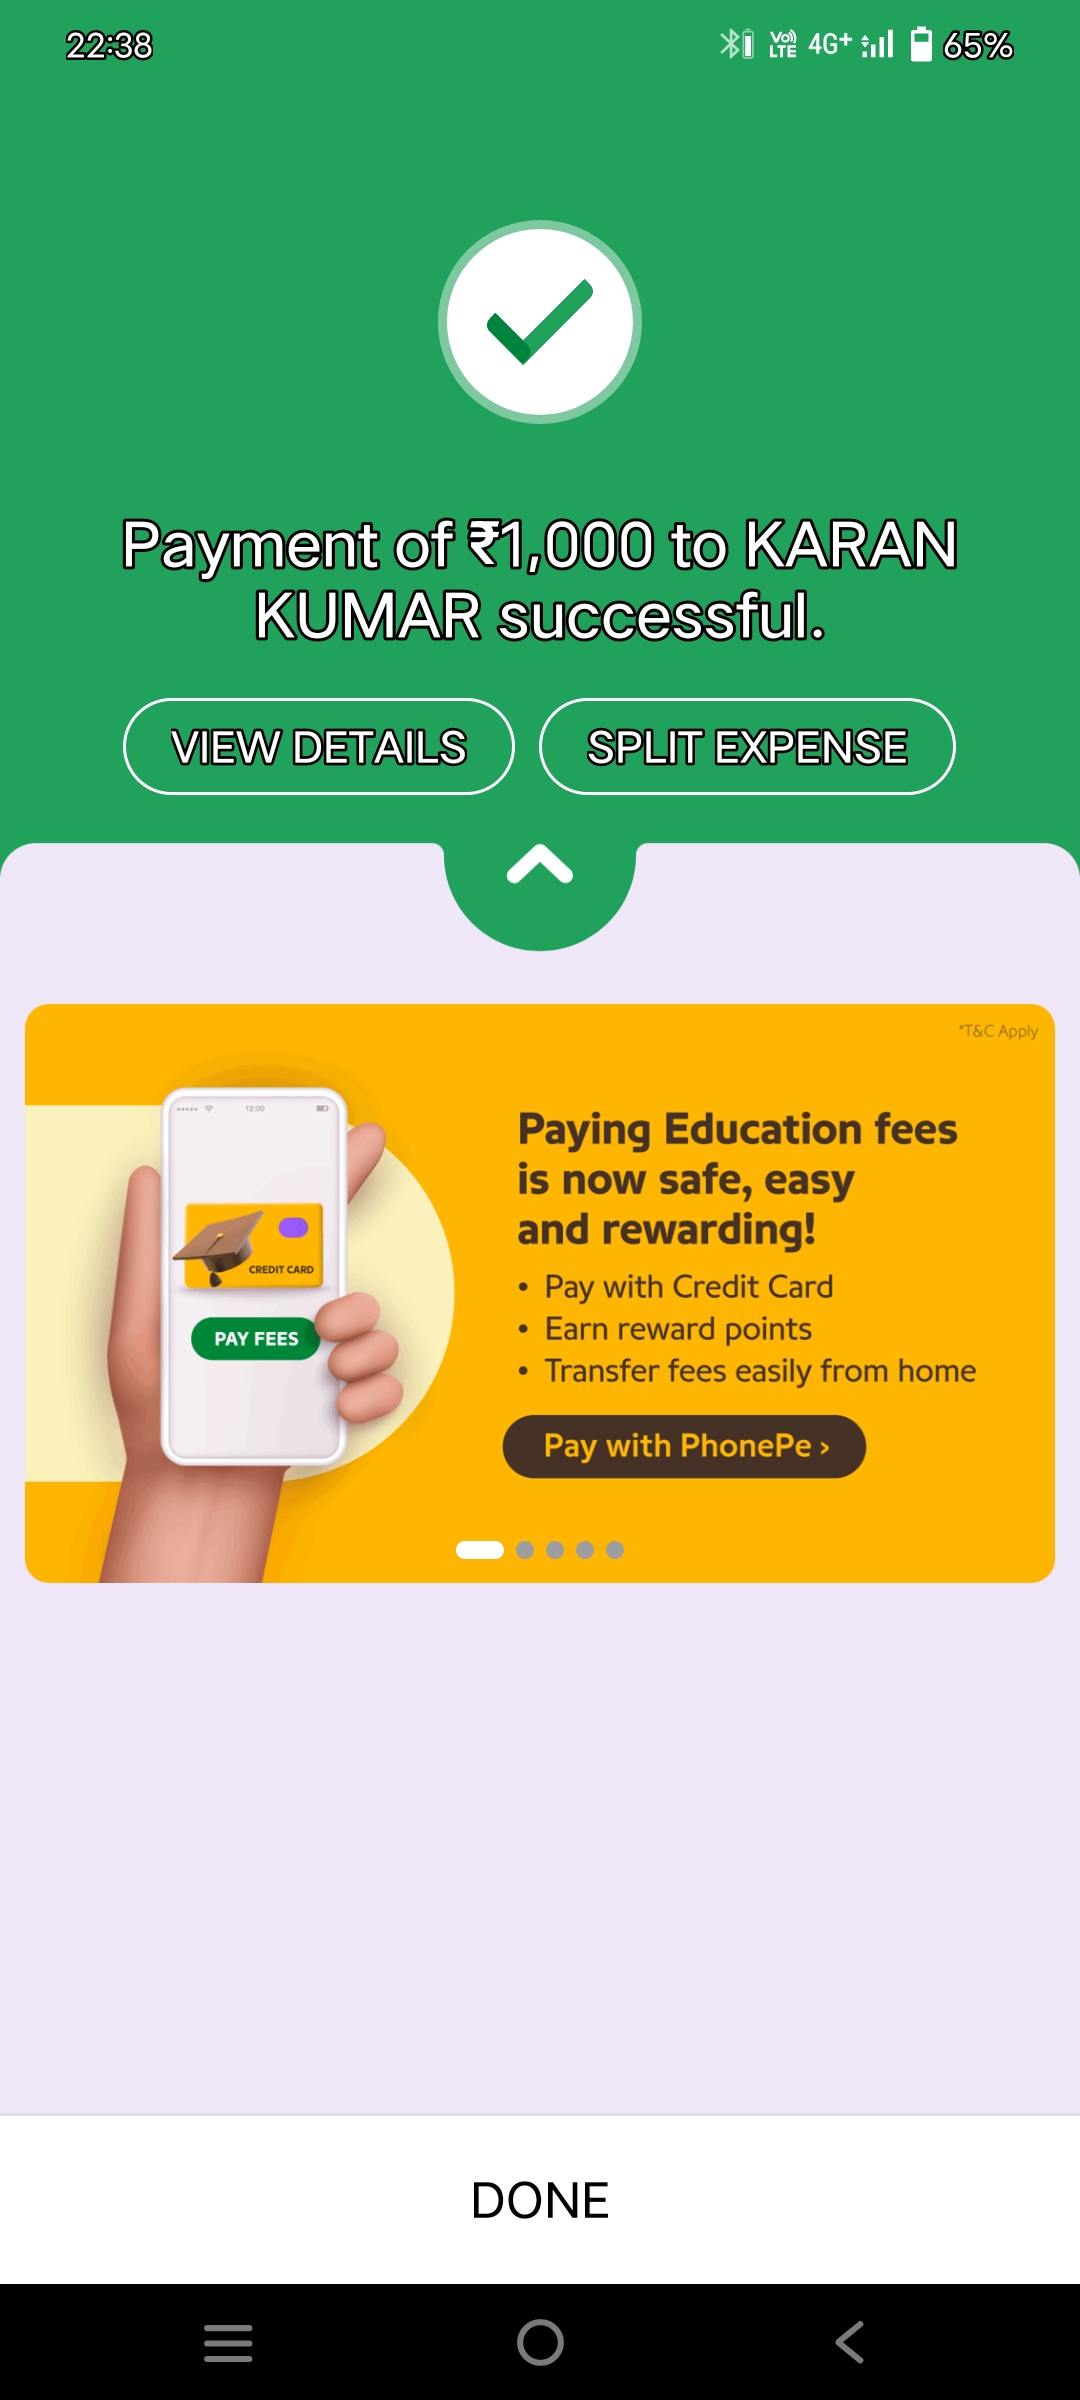 22:38
Vo)) LTE 4G+ 65%
Payment of ₹1,000 to KARAN
KUMAR successful.
VIEW DETAILS
SPLIT EXPENSE
*T&C Apply
12:00
CREDIT CARD
PAY FEES
Paying Education fees
is now safe, easy
and rewarding!
• Pay with Credit Card
• Earn reward points
• Transfer fees easily from home
Pay with PhonePe ›
DONE